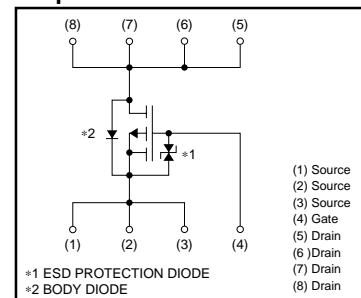 (8) (7) (6) (5)
∗2
∗1
(1) (2) (3) (4)
(1) Source
(2) Source
(3) Source
(4) Gate
(5) Drain
(6 )Drain
(7) Drain
(8) Drain
∗1 ESD PROTECTION DIODE
∗2 BODY DIODE